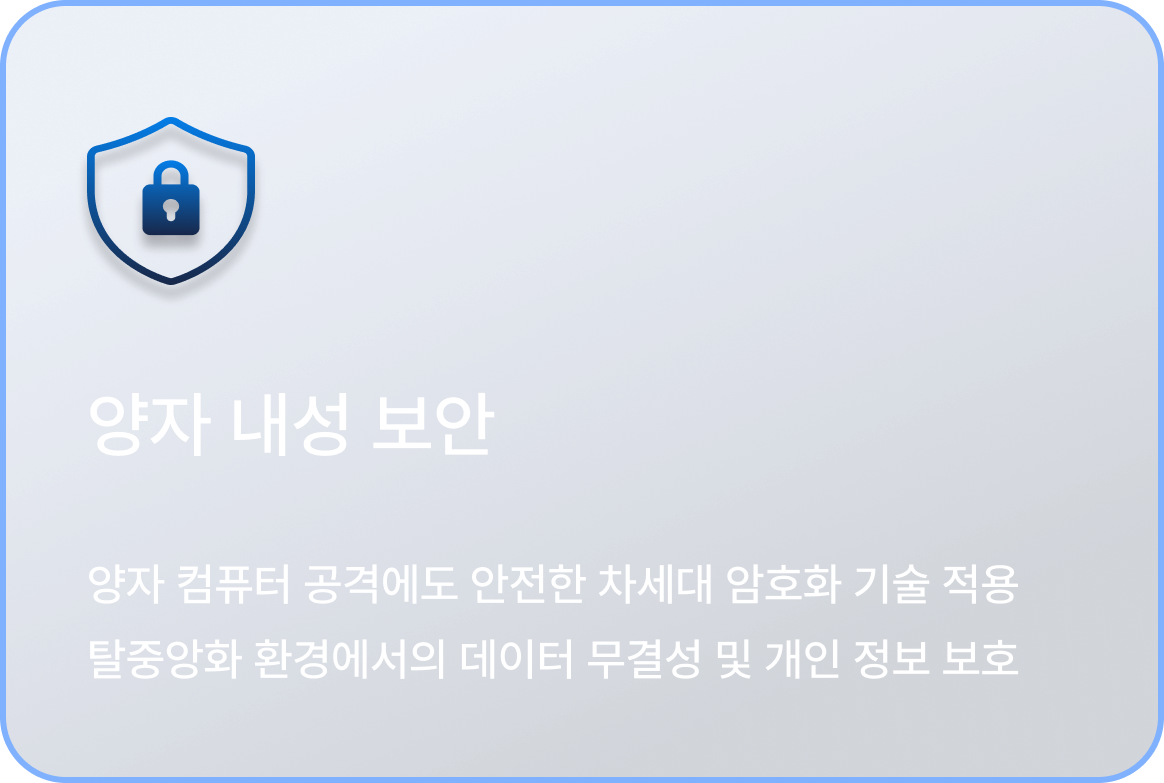 양자 내성 보안
양자 컴퓨터 공격에도 안전한 차세대 암호화 기술 적용
탈중앙화 환경에서의 데이터 무결성 및 개인 정보 보호